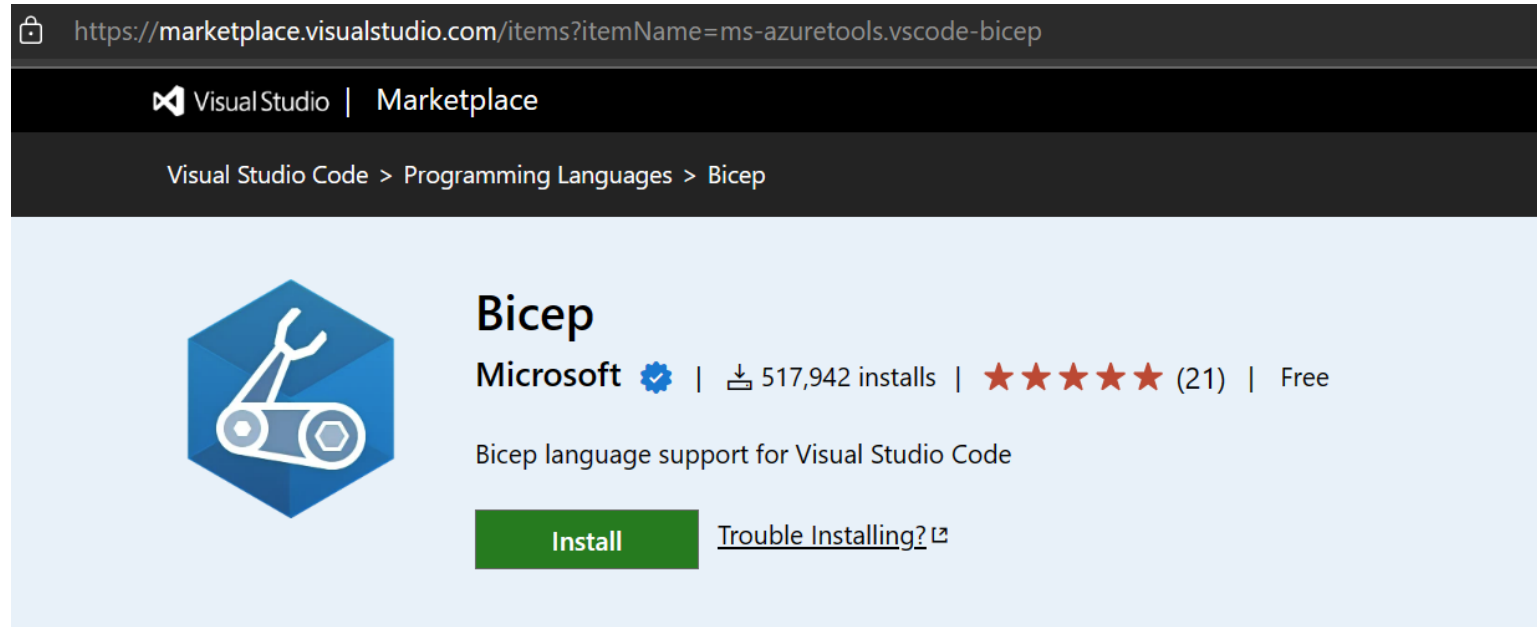 https://marketplace.visualstudio.com/items?itemName=ms-azuretools.vscode-bicep
Visual Studio | Marketplace
Visual Studio Code > Programming Languages > Bicep
Bicep
Microsoft | 517,942 installs | ★★★★★ (21) | Free
Bicep language support for Visual Studio Code
Install Trouble Installing?